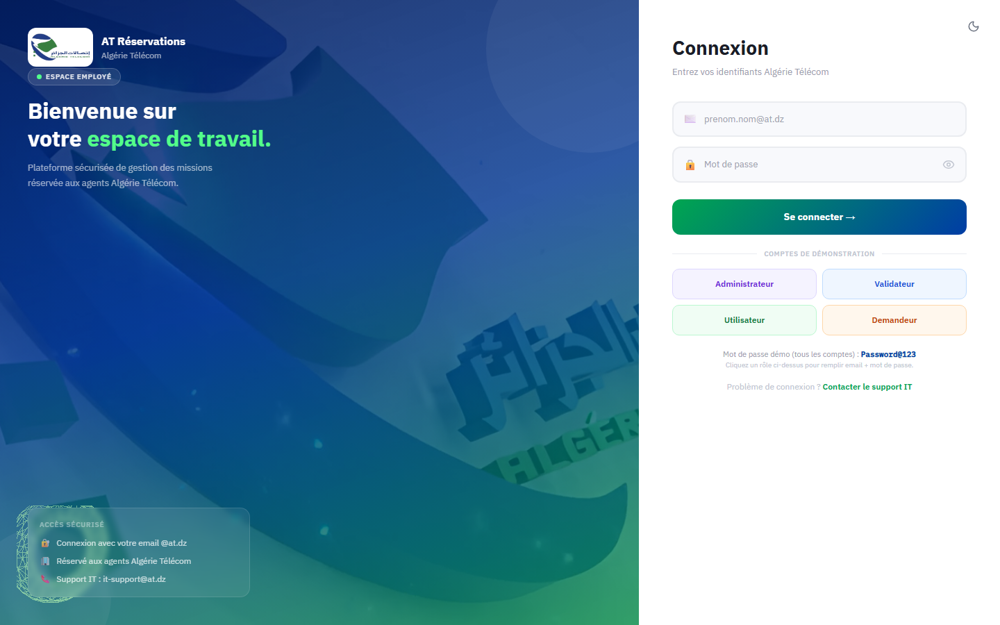 إتصالات الجزائر
ALGERIE TELECOM
AT Réservations
Algérie Télécom
ESPACE EMPLOYÉ
Bienvenue sur
votre espace de travail.
Plateforme sécurisée de gestion des missions
réservée aux agents Algérie Télécom.
الجزائر
ALGÉR
ACCÈS SÉCURISÉ
Connexion avec votre email @at.dz
Réservé aux agents Algérie Télécom
Support IT : it-support@at.dz
Connexion
Entrez vos identifiants Algérie Télécom
prenom.nom@at.dz
Mot de passe
Se connecter →
COMPTES DE DÉMONSTRATION
Administrateur
Validateur
Utilisateur
Demandeur
Mot de passe démo (tous les comptes) : Password@123
Cliquez un rôle ci-dessus pour remplir email + mot de passe.
Problème de connexion ? Contacter le support IT